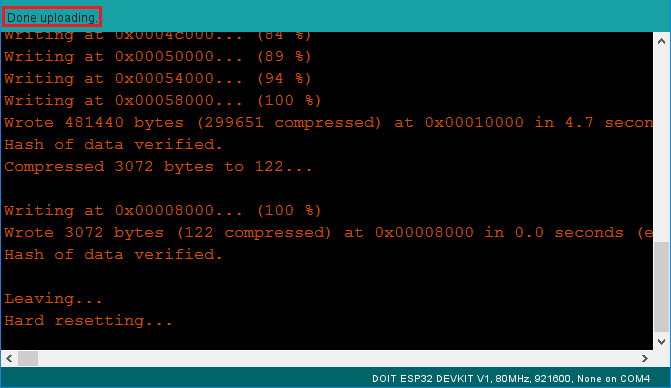 Done uploading.
Writing at 0x0004c000... (84 %)
Writing at 0x00050000... (89 %)
Writing at 0x00054000... (94 %)
Writing at 0x00058000... (100 %)
Wrote 481440 bytes (299651 compressed) at 0x00010000 in 4.7 secon
Hash of data verified.
Compressed 3072 bytes to 122...
Writing at 0x00008000... (100 %)
Wrote 3072 bytes (122 compressed) at 0x00008000 in 0.0 seconds (e
Hash of data verified.
Leaving...
Hard resetting...
DOIT ESP32 DEVKIT V1, 80MHz, 921600, None on COM4